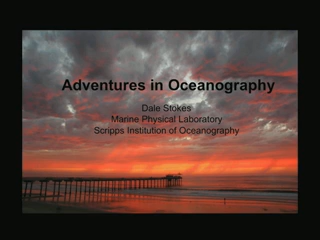 Adventures in Oceanography
Dale Stokes
Marine Physical Laboratory
Scripps Institution of Oceanography